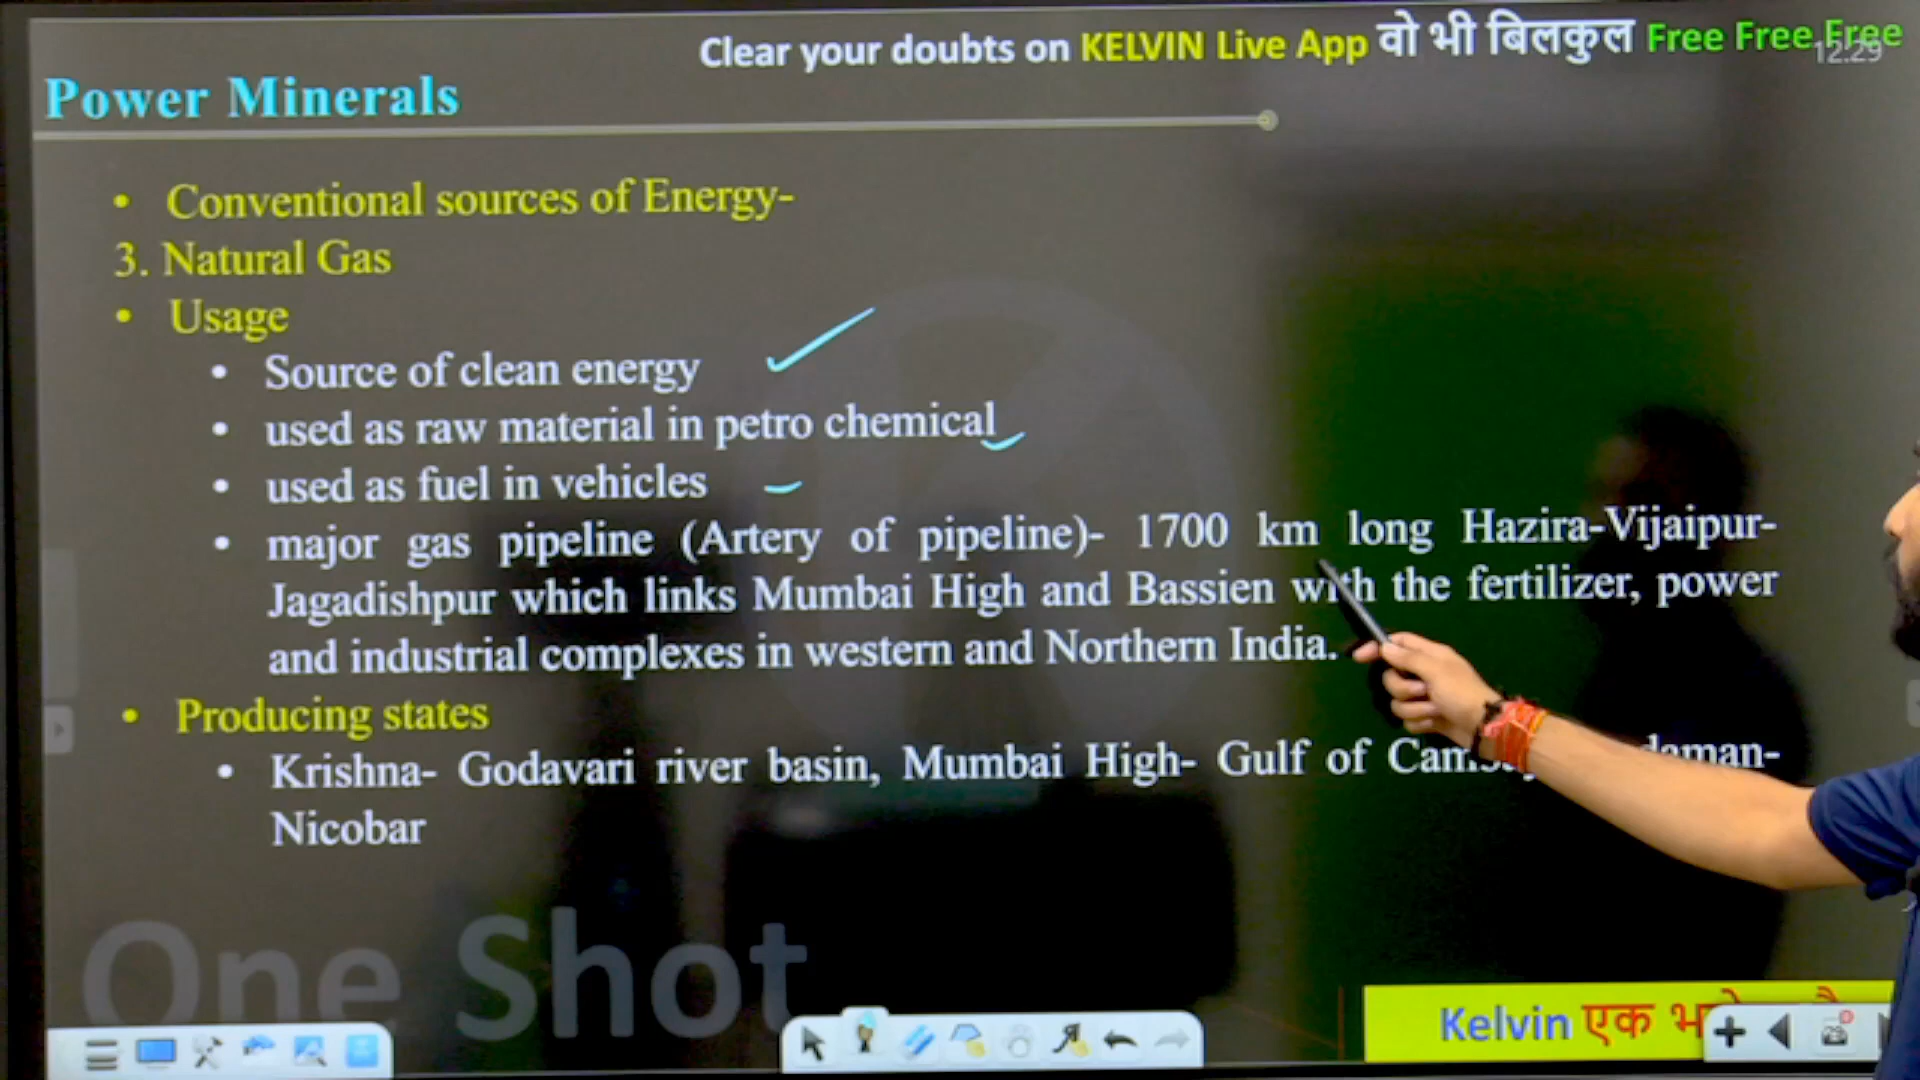 Clear your doubts on KELVIN Live App वो भी बिलकुल Free Free Free
12:29
Power Minerals
• Conventional sources of Energy-
3. Natural Gas
• Usage
• Source of clean energy
• used as raw material in petro chemical
• used as fuel in vehicles
• major gas pipeline (Artery of pipeline)- 1700 km long Hazira-Vijaipur-
Jagadishpur which links Mumbai High and Bassien with the fertilizer, power
and industrial complexes in western and Northern India.
• Producing states
• Krishna- Godavari river basin, Mumbai High- Gulf of
Nicobar
One Shot
Kelvin एक